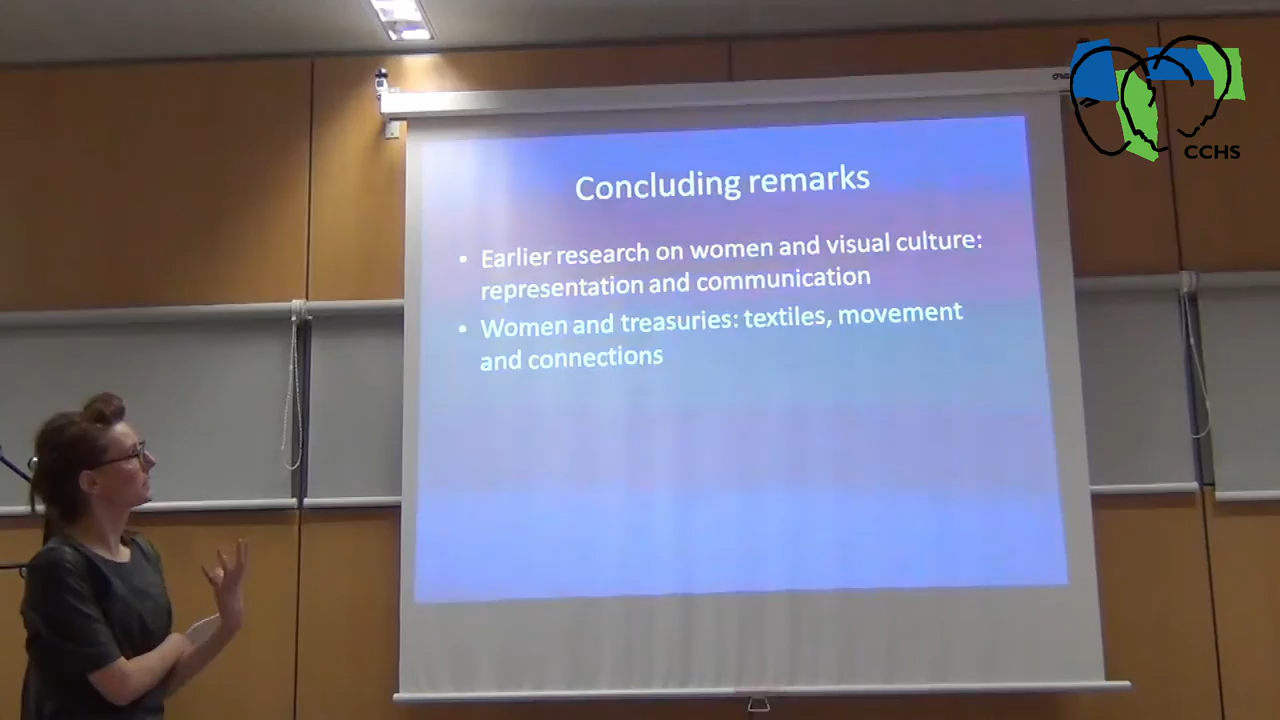 CCHS
Concluding remarks
• Earlier research on women and visual culture:
representation and communication
• Women and treasuries: textiles, movement
and connections